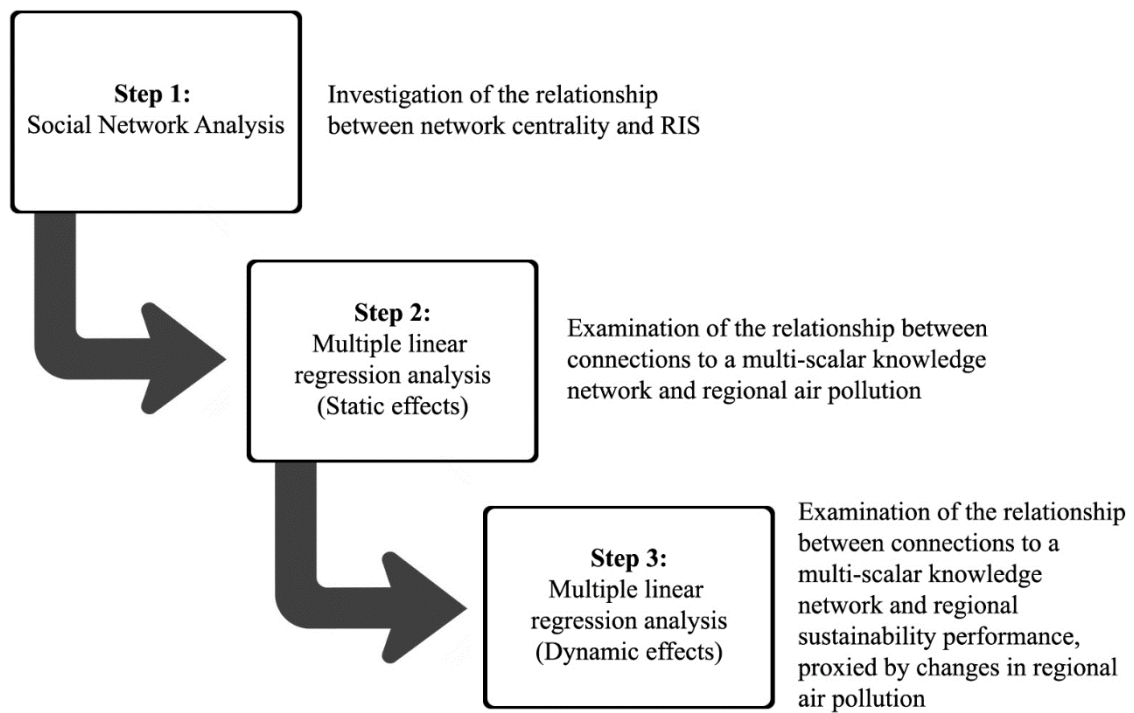 Step 1:
Social Network Analysis
Investigation of the relationship
between network centrality and RIS
Step 2:
Multiple linear
regression analysis
(Static effects)
Examination of the relationship between
connections to a multi-scalar knowledge
network and regional air pollution
Step 3:
Multiple linear
regression analysis
(Dynamic effects)
Examination of the relationship
between connections to a
multi-scalar knowledge
network and regional
sustainability performance,
proxied by changes in regional
air pollution